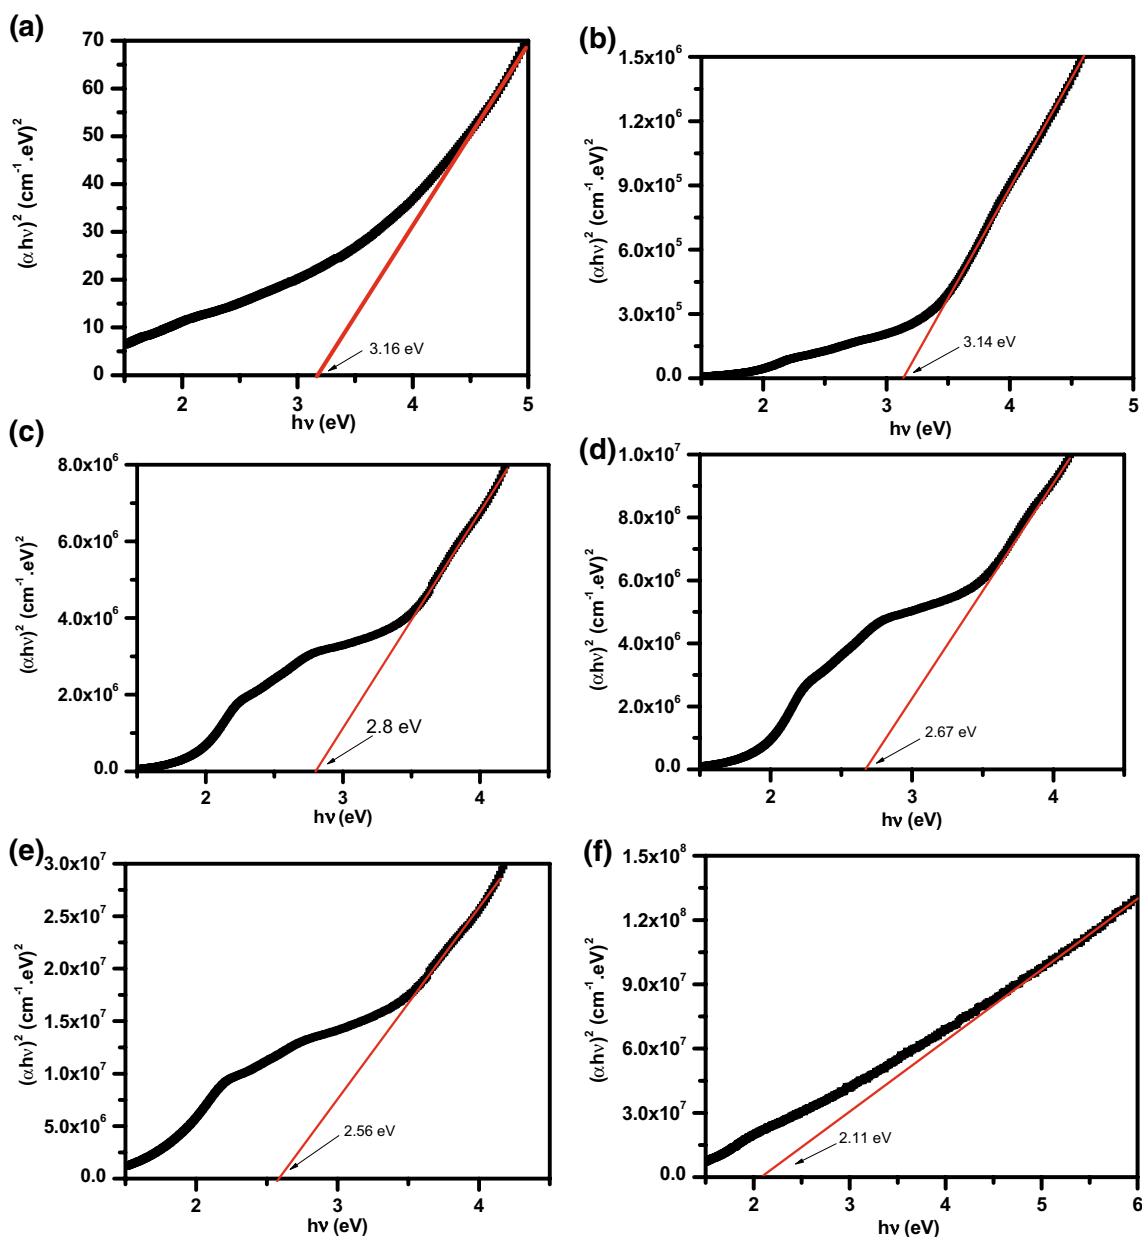 (a)
70
60
50
40
30
20
10
0
(αhν)² (cm⁻¹.eV)²
3.16 eV
2 3 4 5
hν (eV)
(b)
1.5x10⁶
1.2x10⁶
9.0x10⁵
6.0x10⁵
3.0x10⁵
0.0
(αhν)² (cm⁻¹.eV)²
3.14 eV
2 3 4 5
hν (eV)
(c)
8.0x10⁶
6.0x10⁶
4.0x10⁶
2.0x10⁶
0.0
(αhν)² (cm⁻¹.eV)²
2.8 eV
2 3 4
hν (eV)
(d)
1.0x10⁷
8.0x10⁶
6.0x10⁶
4.0x10⁶
2.0x10⁶
0.0
(αhν)² (cm⁻¹.eV)²
2.67 eV
2 3 4
hν (eV)
(e)
3.0x10⁷
2.5x10⁷
2.0x10⁷
1.5x10⁷
1.0x10⁷
5.0x10⁶
0.0
(αhν)² (cm⁻¹.eV)²
2.56 eV
2 3 4
hν (eV)
(f)
1.5x10⁸
1.2x10⁸
9.0x10⁷
6.0x10⁷
3.0x10⁷
0.0
(αhν)² (cm⁻¹.eV)²
2.11 eV
2 3 4 5 6
hν (eV)